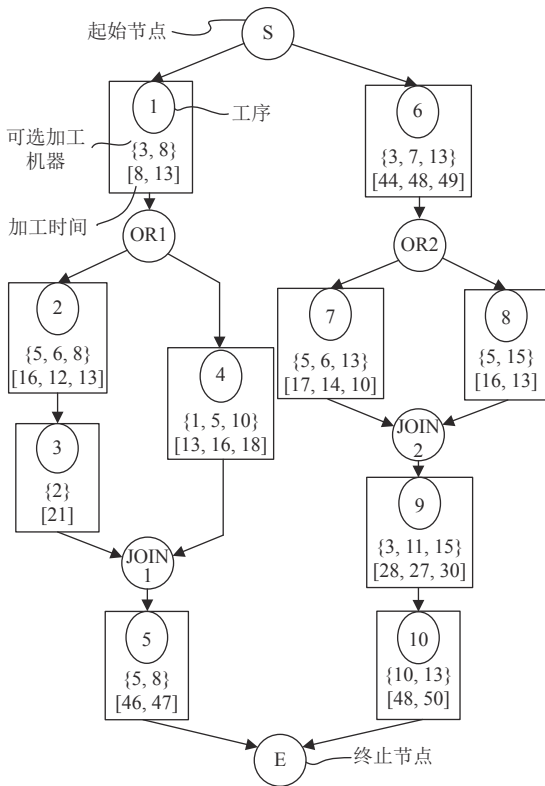 起始节点
S
1
工序
可选加工
机器
{3, 8}
[8, 13]
加工时间
6
{3, 7, 13}
[44, 48, 49]
OR1
OR2
2
{5, 6, 8}
[16, 12, 13]
4
{1, 5, 10}
[13, 16, 18]
7
{5, 6, 13}
[17, 14, 10]
8
{5, 15}
[16, 13]
3
{2}
[21]
JOIN
2
9
{3, 11, 15}
[28, 27, 30]
JOIN
1
5
{5, 8}
[46, 47]
10
{10, 13}
[48, 50]
E
终止节点